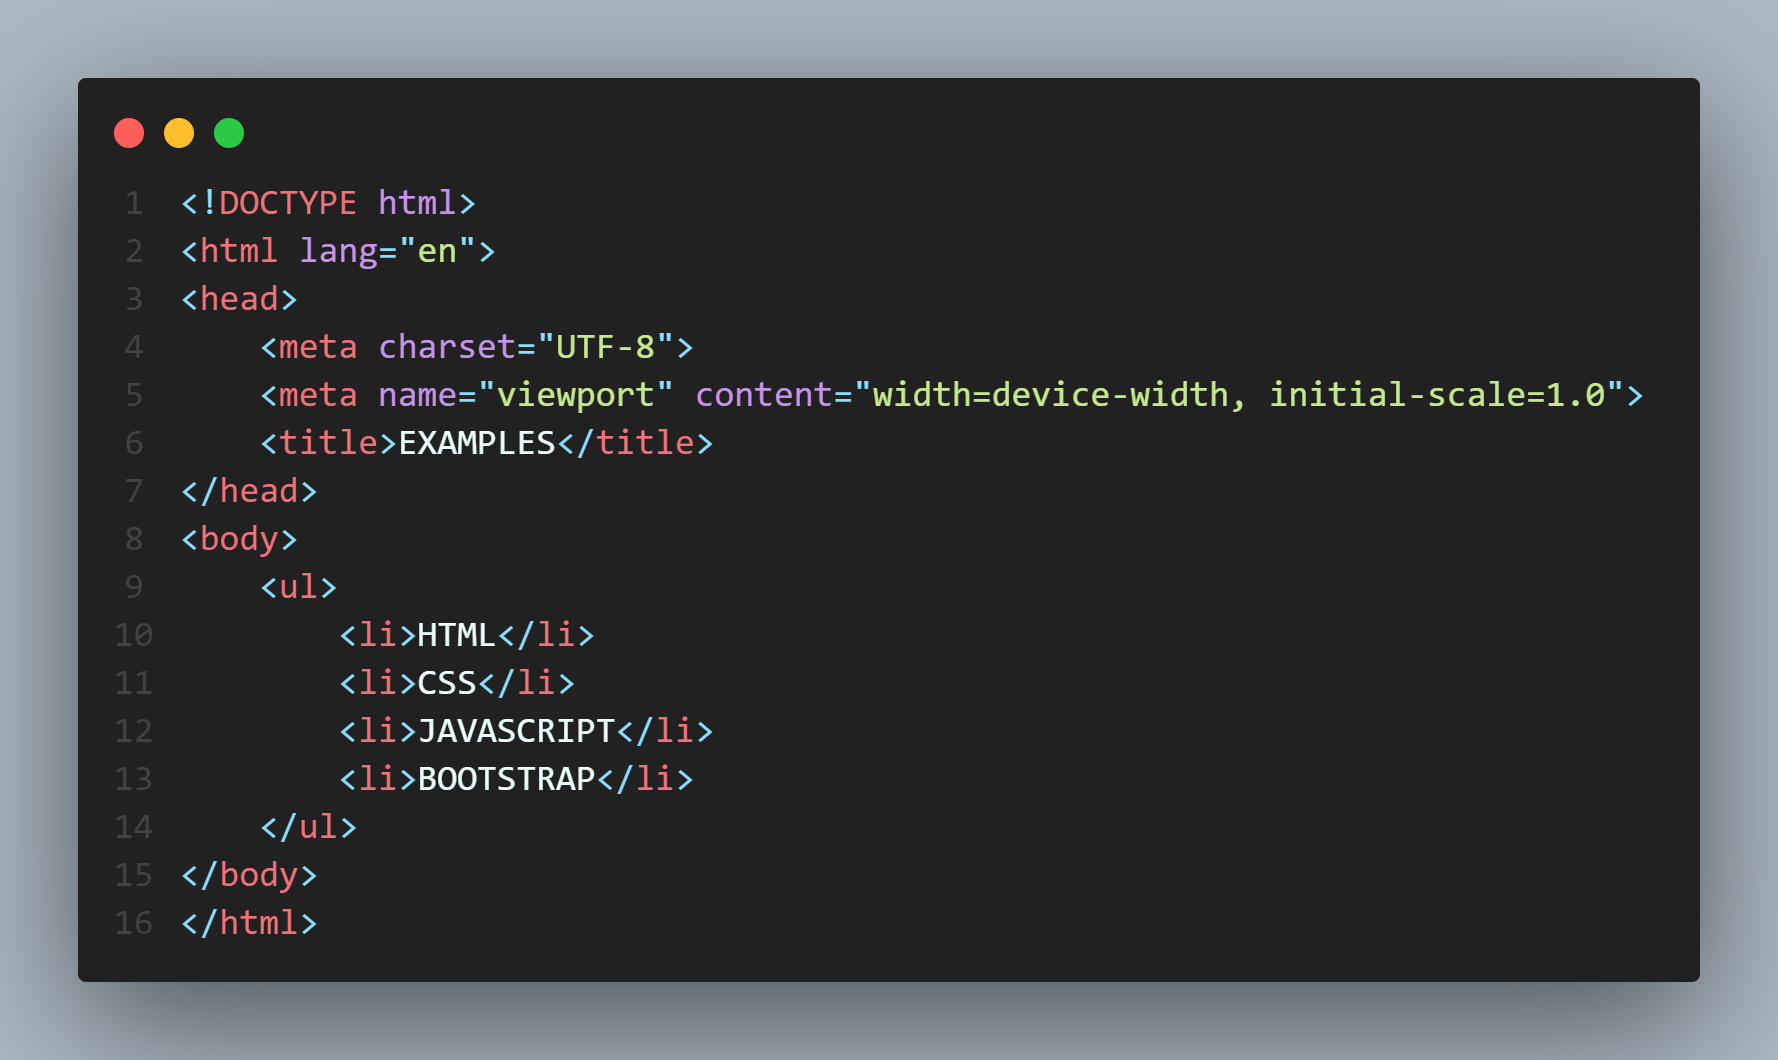 1 <!DOCTYPE html>
2 <html lang="en">
3 <head>
4     <meta charset="UTF-8">
5     <meta name="viewport" content="width=device-width, initial-scale=1.0">
6     <title>EXAMPLES</title>
7 </head>
8 <body>
9     <ul>
10         <li>HTML</li>
11         <li>CSS</li>
12         <li>JAVASCRIPT</li>
13         <li>BOOTSTRAP</li>
14     </ul>
15 </body>
16 </html>